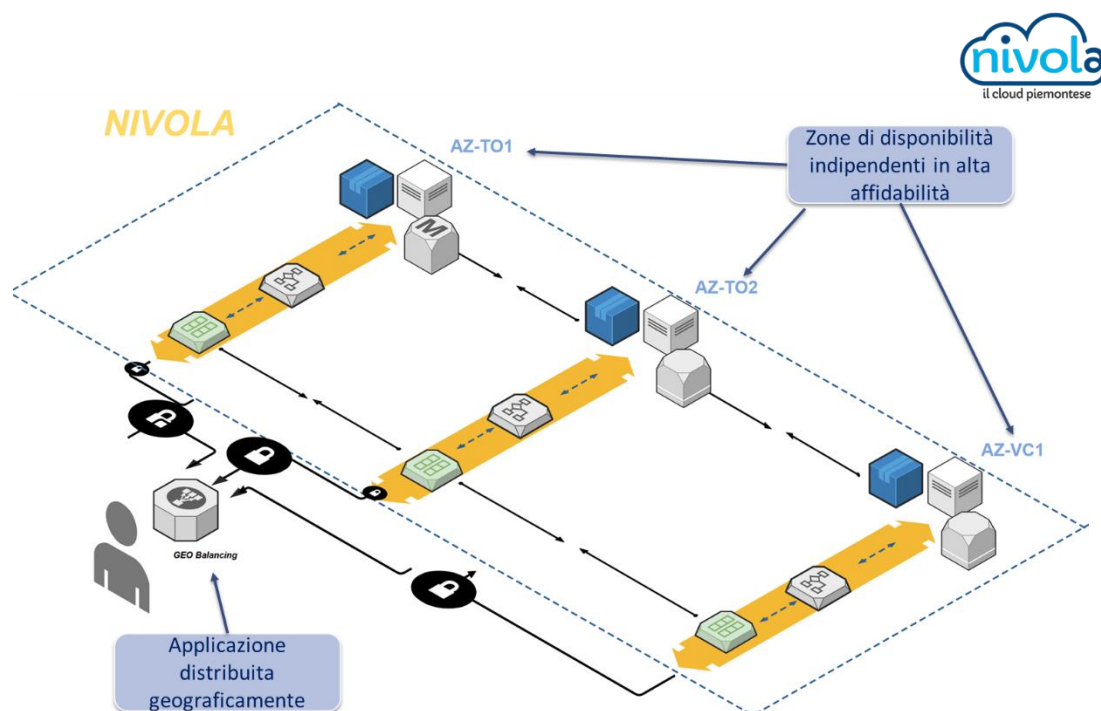 nivola
il cloud piemontese
NIVOLA
AZ-TO1
Zone di disponibilità
indipendenti in alta
affidabilità
M
AZ-TO2
AZ-VC1
GEO Balancing
Applicazione
distribuita
geograficamente